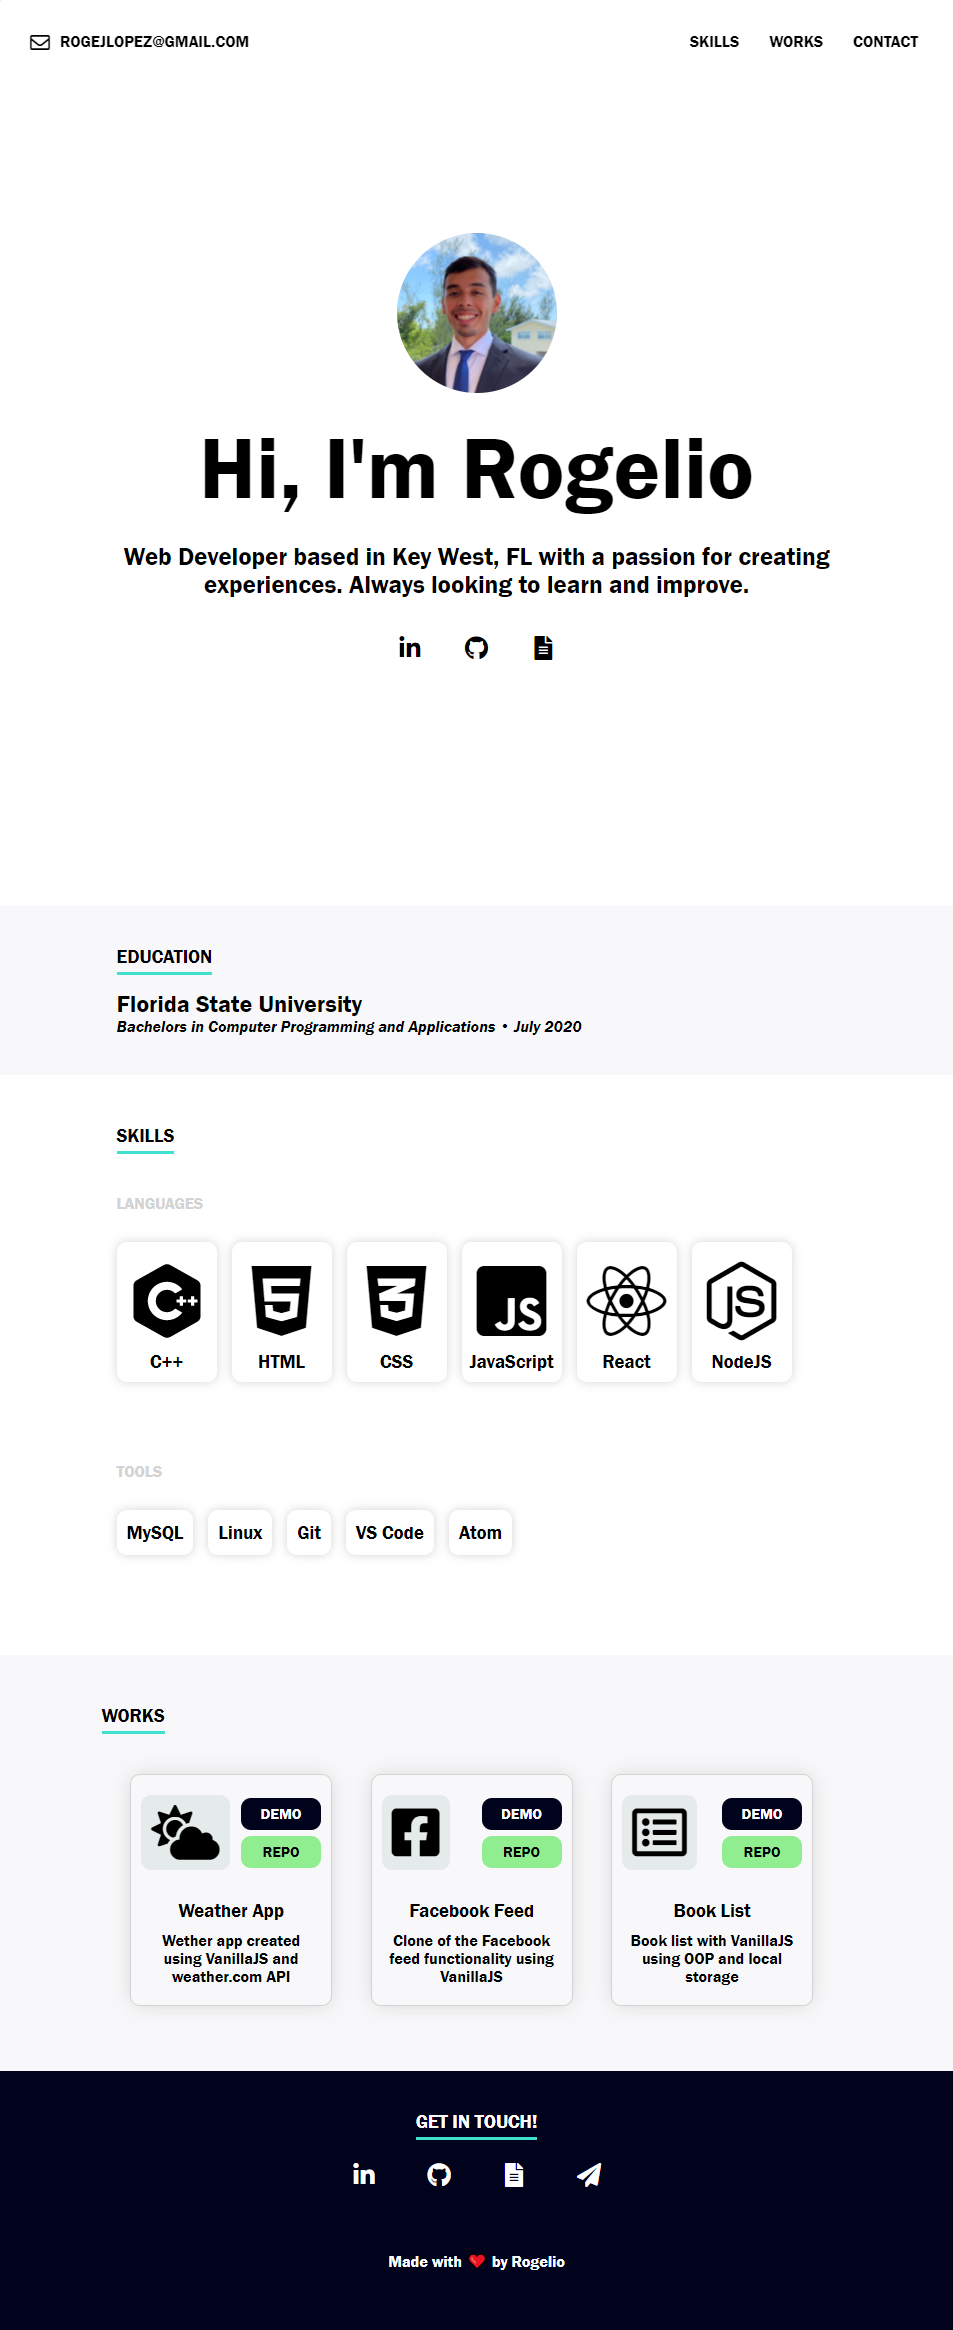 ROGEJLOPEZ@GMAIL.COM
SKILLS
WORKS
CONTACT
Hi, I'm Rogelio
Web Developer based in Key West, FL with a passion for creating
experiences. Always looking to learn and improve.
in
EDUCATION
Florida State University
Bachelors in Computer Programming and Applications • July 2020
SKILLS
LANGUAGES
C++
5
3
JS
JS
C++
HTML
CSS
JavaScript
React
NodeJS
TOOLS
MySQL
Linux
Git
VS Code
Atom
WORKS
DEMO
REPO
Weather App
Wether app created
using VanillaJS and
weather.com API
f
DEMO
REPO
Facebook Feed
Clone of the Facebook
feed functionality using
VanillaJS
DEMO
REPO
Book List
Book list with VanillaJS
using OOP and local
storage
GET IN TOUCH!
in
Made with ❤ by Rogelio